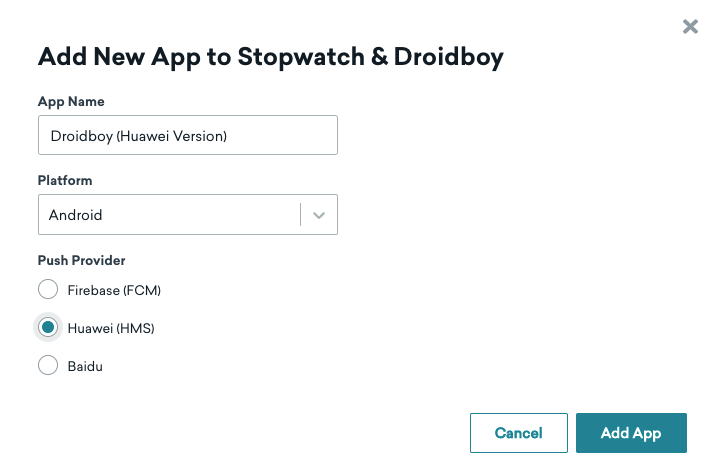 Add New App to Stopwatch & Droidboy
App Name
Droidboy (Huawei Version)
Platform
Android
Push Provider
Firebase (FCM)
Huawei (HMS)
Baidu
Cancel
Add App